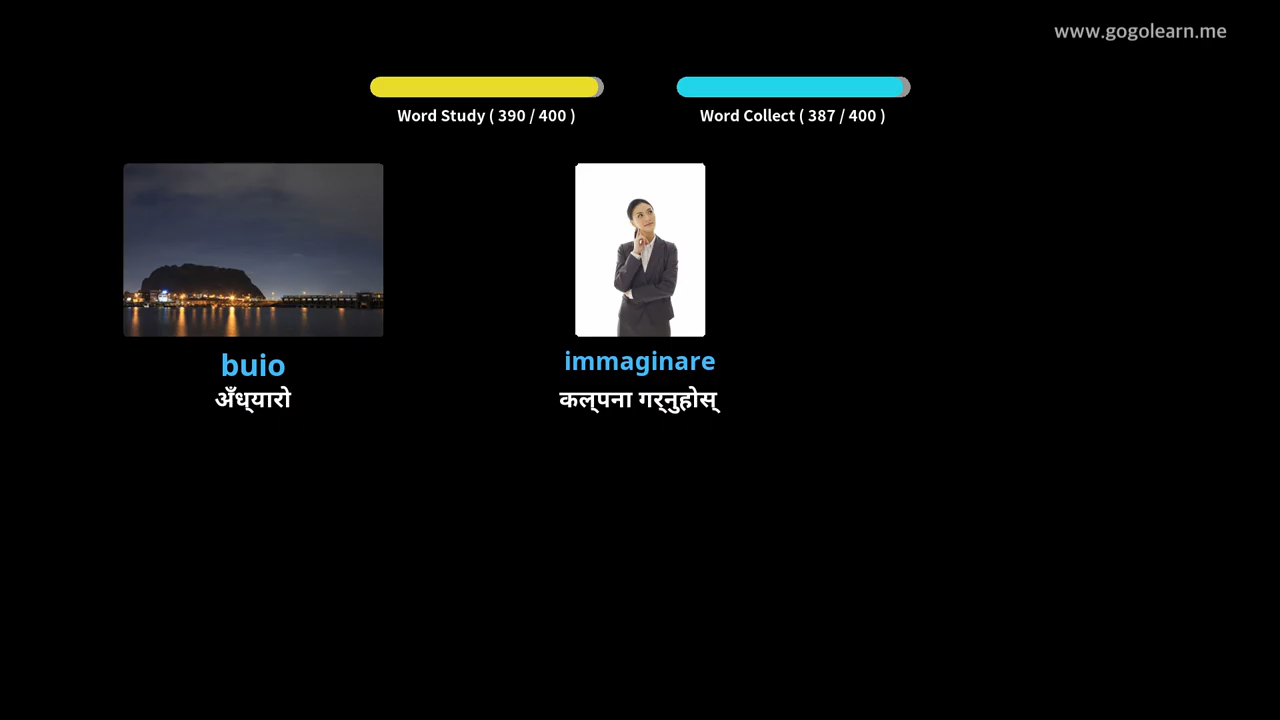 www.gogolearn.me
Word Study ( 390 / 400 )
Word Collect ( 387 / 400 )
buio
अँध्यारो
immaginare
कल्पना गर्नुहोस्